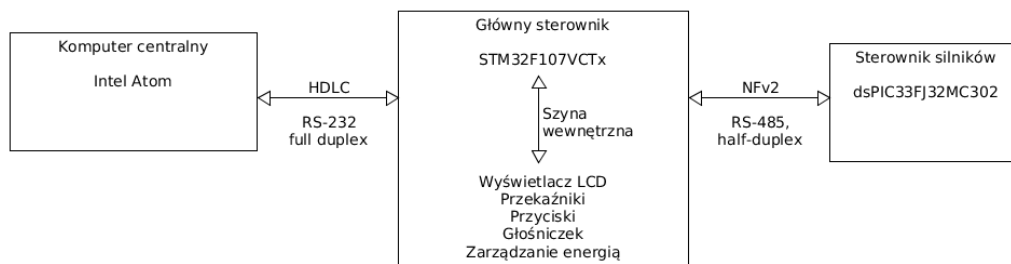 Komputer centralny
Intel Atom
HDLC
RS-232
full duplex
Główny sterownik
STM32F107VCTx
Szyna
wewnętrzna
Wyświetlacz LCD
Przekaźniki
Przyciski
Głośniczek
Zarządzanie energią
NFv2
RS-485,
half-duplex
Sterownik silników
dsPIC33FJ32MC302